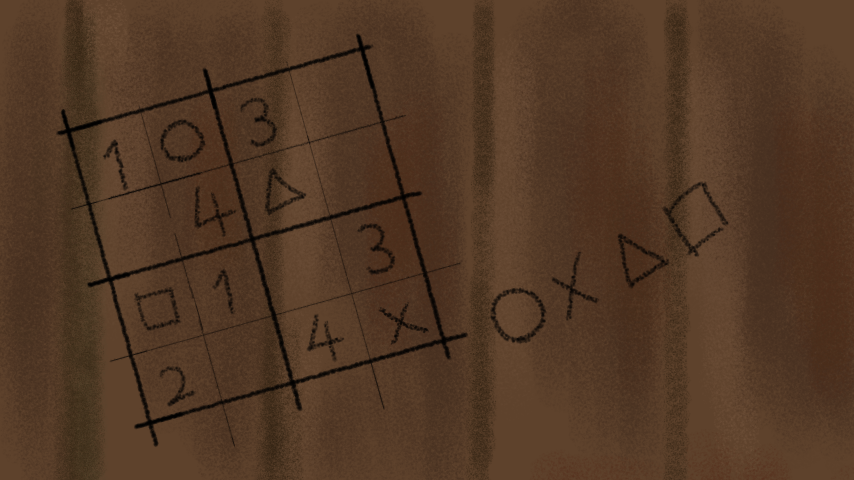 1 ○ 3
4 △
□ 1 3
2 4 ×
○ × △ □